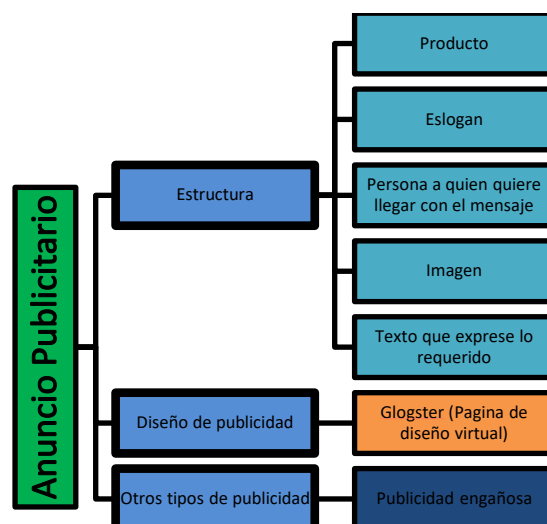 Anuncio Publicitario
Estructura
Producto
Eslogan
Persona a quien quiere
llegar con el mensaje
Imagen
Texto que exprese lo
requerido
Diseño de publicidad
Glogster (Pagina de
diseño virtual)
Otros tipos de publicidad
Publicidad engañosa